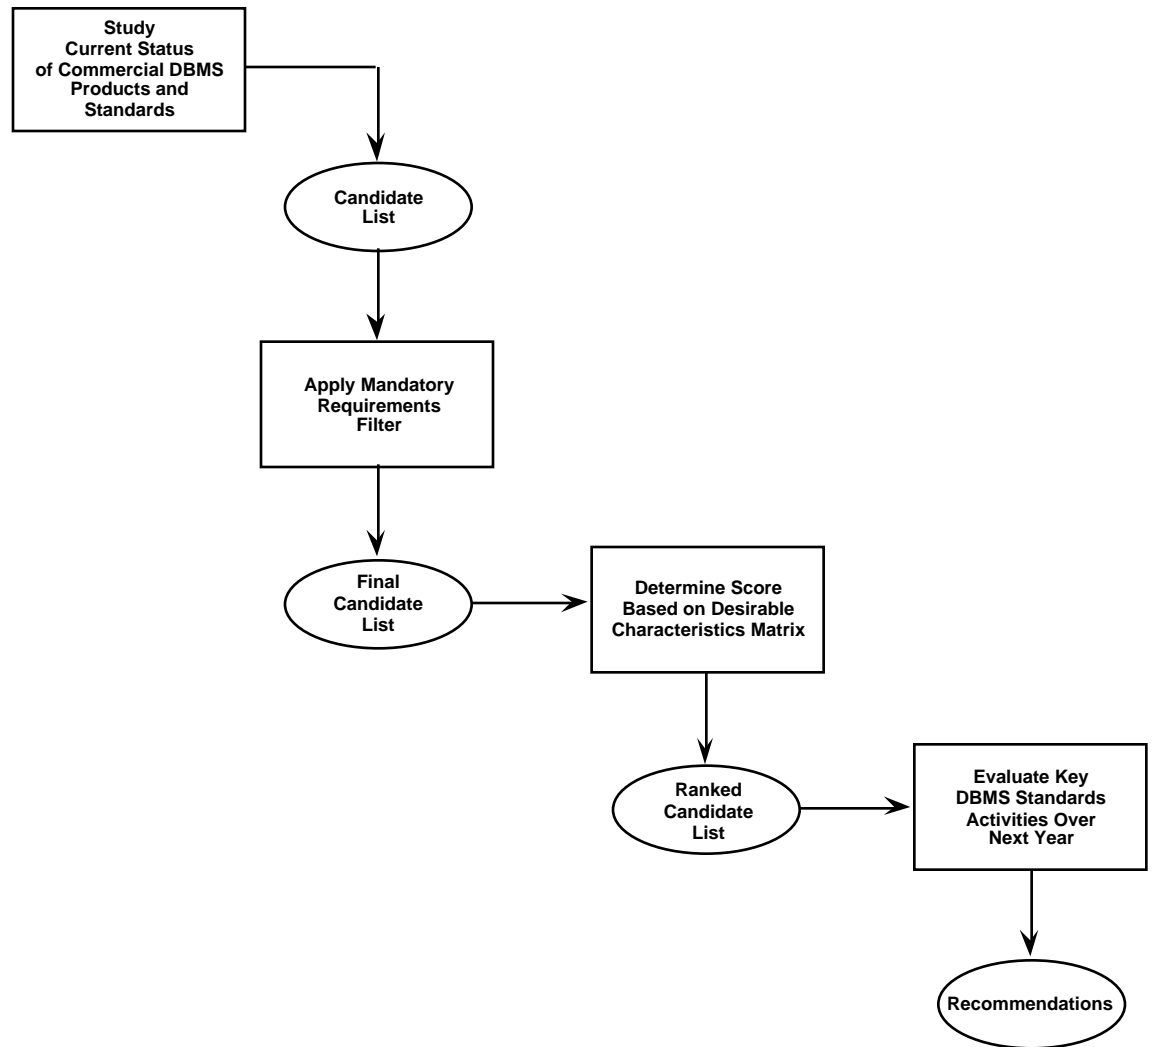 Study
Current Status
of Commercial DBMS
Products and
Standards
Candidate
List
Apply Mandatory
Requirements
Filter
Final
Candidate
List
Determine Score
Based on Desirable
Characteristics Matrix
Ranked
Candidate
List
Evaluate Key
DBMS Standards
Activities Over
Next Year
Recommendations